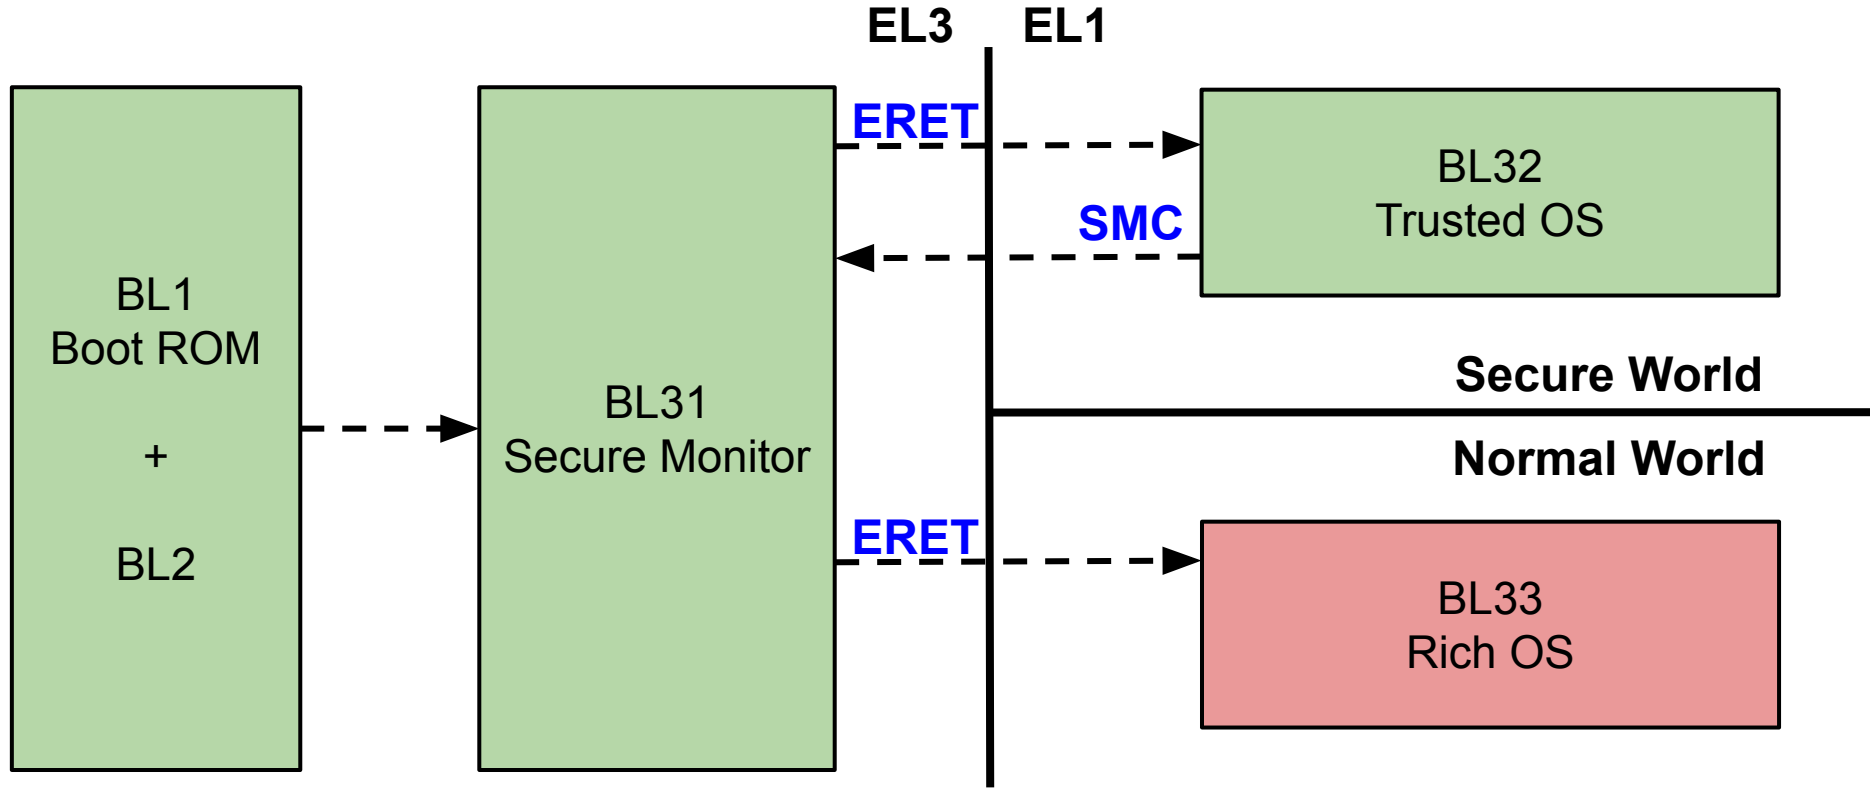 EL3
EL1
BL1
Boot ROM
+
BL2
BL31
Secure Monitor
ERET
SMC
BL32
Trusted OS
Secure World
Normal World
ERET
BL33
Rich OS